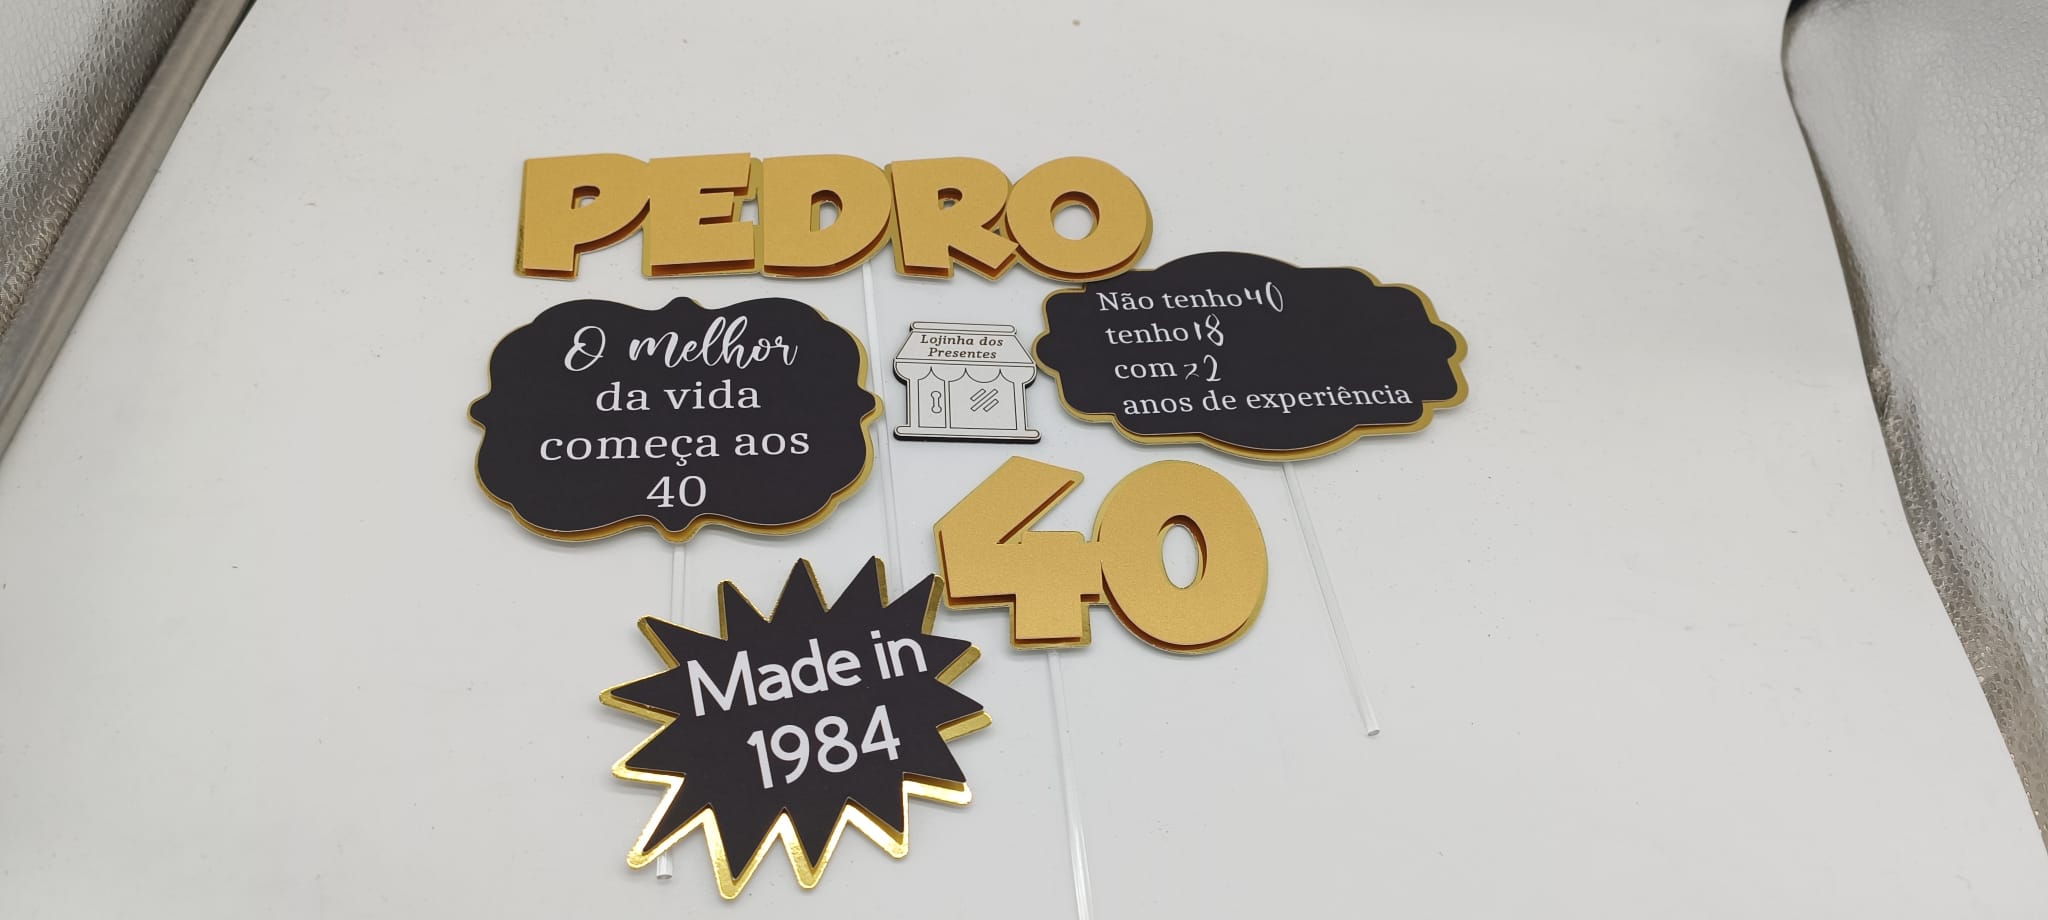 PEDRO
O melhor
da vida
começa aos
40
Lojinha dos
Presentes
Não tenho 40
tenho 18
com 22
anos de experiência
40
Made in
1984